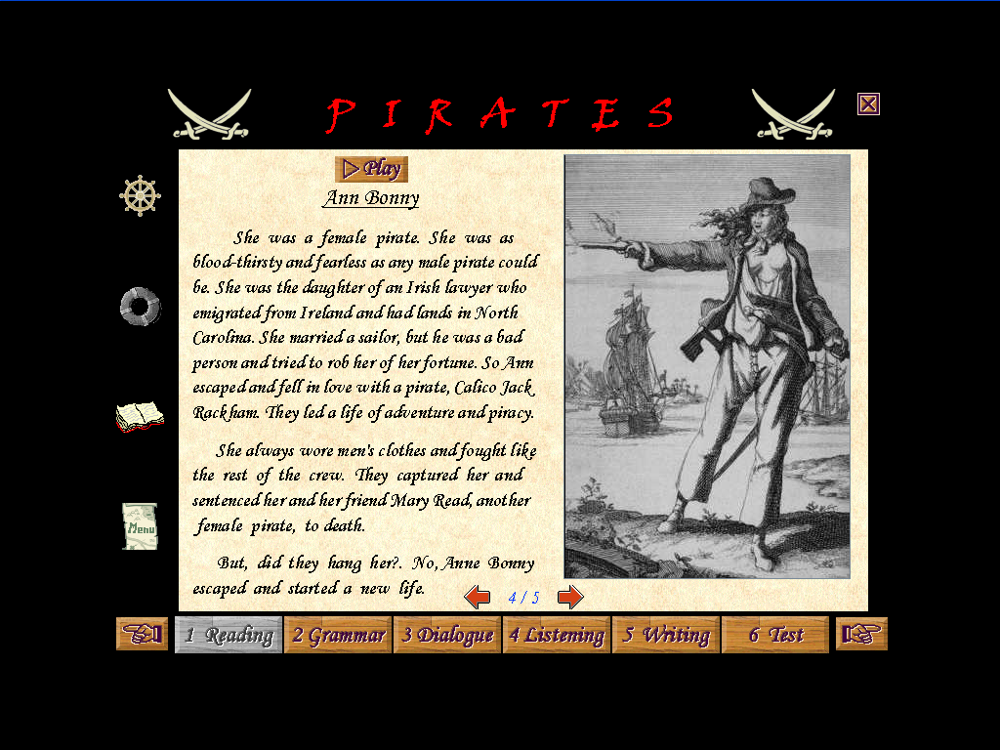 PIRATES
Play
Ann Bonny
She was a female pirate. She was as
blood-thirsty and fearless as any male pirate could
be. She was the daughter of an Irish lawyer who
emigrated from Ireland and had lands in North
Carolina. She married a sailor, but he was a bad
person and tried to rob her of her fortune. So Ann
escaped and fell in love with a pirate, Calico Jack
Rackham. They led a life of adventure and piracy.
She always wore men's clothes and fought like
the rest of the crew. They captured her and
sentenced her and her friend Mary Read, another
female pirate, to death.
But, did they hang her?. No, Anne Bonny
escaped and started a new life.
4 / 5
Menu
1 Reading
2 Grammar
3 Dialogue
4 Listening
5 Writing
6 Test